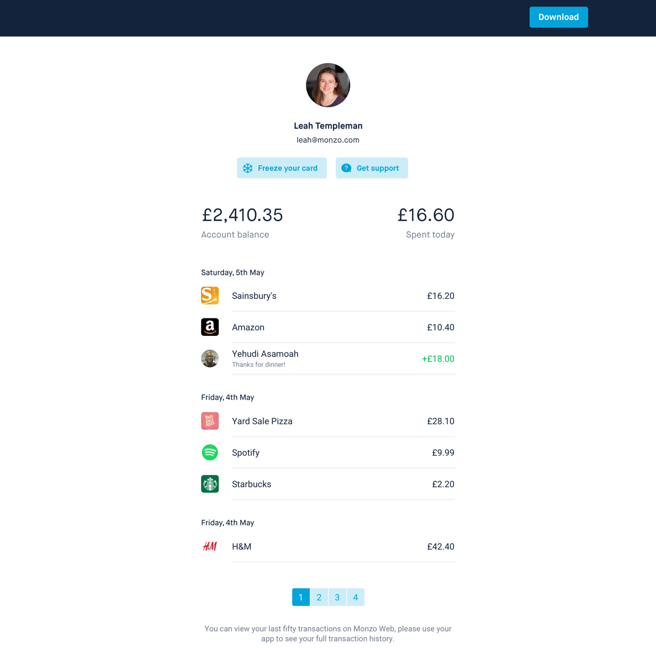 Download
Leah Templeman
leah@monzo.com
Freeze your card
? Get support
£2,410.35 £16.60
Account balance Spent today
Saturday, 5th May
S Sainsbury's £16.20
a Amazon £10.40
Yehudi Asamoah +£18.00
Thanks for dinner!
Friday, 4th May
Yard Sale Pizza £28.10
Spotify £9.99
Starbucks £2.20
Friday, 4th May
HM H&M £42.40
1 2 3 4
You can view your last fifty transactions on Monzo Web, please use your
app to see your full transaction history.